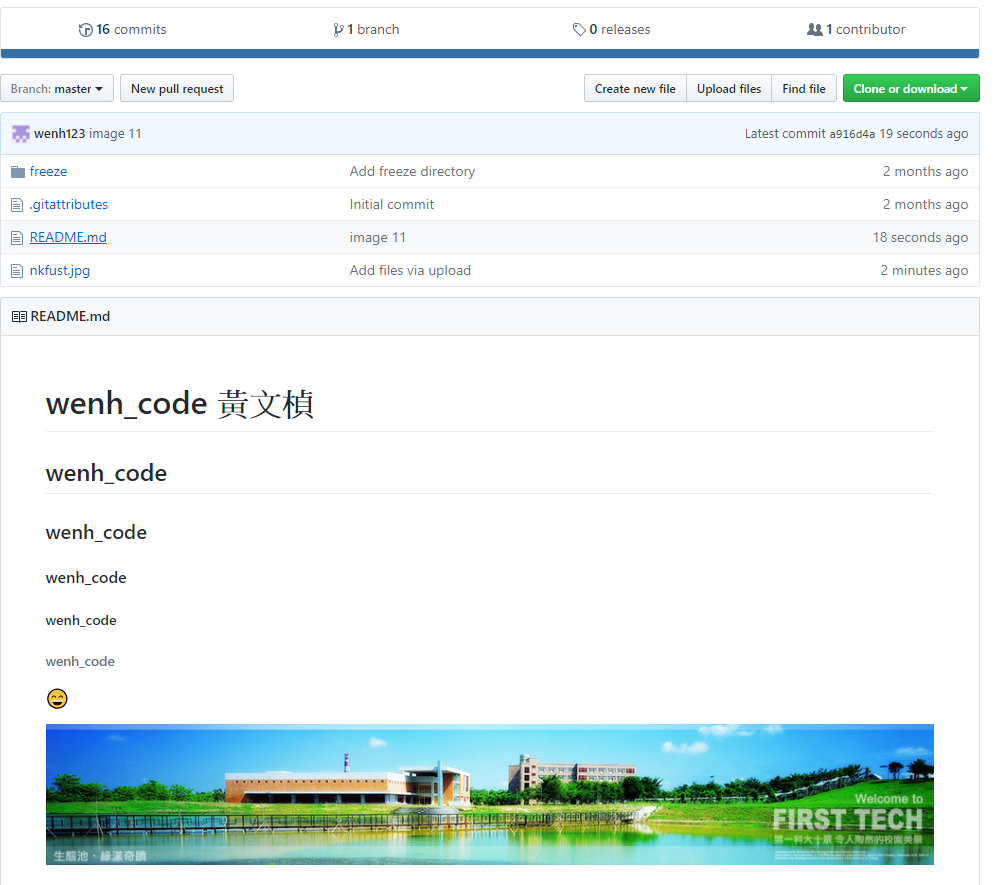 16 commits 1 branch 0 releases 1 contributor
Branch: master New pull request Create new file Upload files Find file Clone or download
wenh123 image 11 Latest commit a916d4a 19 seconds ago
freeze Add freeze directory 2 months ago
.gitattributes Initial commit 2 months ago
README.md image 11 18 seconds ago
nkfust.jpg Add files via upload 2 minutes ago
README.md
wenh_code 黃文楨
wenh_code
wenh_code
wenh_code
wenh_code
wenh_code
Welcome to
FIRST TECH
第一科大十景 令人陶然的校園美景
生態池・綠漾奇蹟